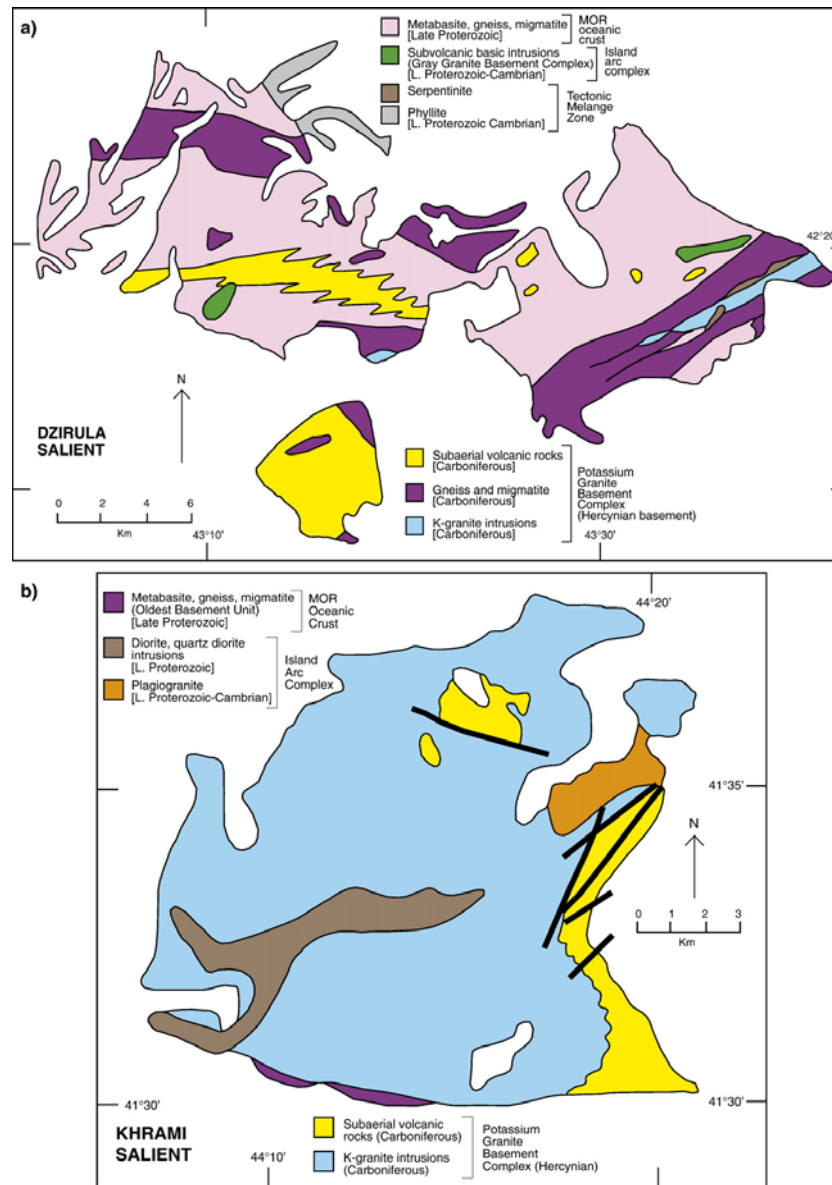 a)
Metabasite, gneiss, migmatite
[Late Proterozoic]
MOR
oceanic
crust
Subvolcanic basic intrusions
(Gray Granite Basement Complex)
[L. Proterozoic-Cambrian]
Island
arc
complex
Serpentinite
Phyllite
[L. Proterozoic Cambrian]
Tectonic
Melange
Zone
42°20'
N
DZIRULA
SALIENT
0 2 4 6
Km
Subaerial volcanic rocks
[Carboniferous]
Gneiss and migmatite
[Carboniferous]
K-granite intrusions
[Carboniferous]
Potassium
Granite
Basement
Complex
(Hercynian basement)
43°10'
43°30'
b)
Metabasite, gneiss, migmatite
(Oldest Basement Unit)
[Late Proterozoic]
MOR
Oceanic
Crust
Diorite, quartz diorite
intrusions
[L. Proterozoic]
Plagiogranite
[L. Proterozoic-Cambrian]
Island
Arc
Complex
44°20'
41°35'
N
0 1 2 3
Km
41°30'
41°30'
KHRAMI
SALIENT
44°10'
Subaerial volcanic
rocks (Carboniferous)
K-granite intrusions
(Carboniferous)
Potassium
Granite
Basement
Complex (Hercynian)